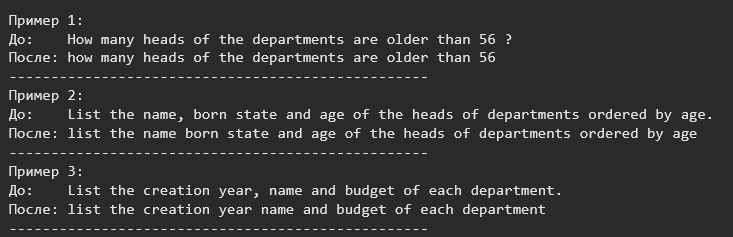 Пример 1:
До:    How many heads of the departments are older than 56 ?
После: how many heads of the departments are older than 56
--------------------------------------------------
Пример 2:
До:    List the name, born state and age of the heads of departments ordered by age.
После: list the name born state and age of the heads of departments ordered by age
--------------------------------------------------
Пример 3:
До:    List the creation year, name and budget of each department.
После: list the creation year name and budget of each department
--------------------------------------------------